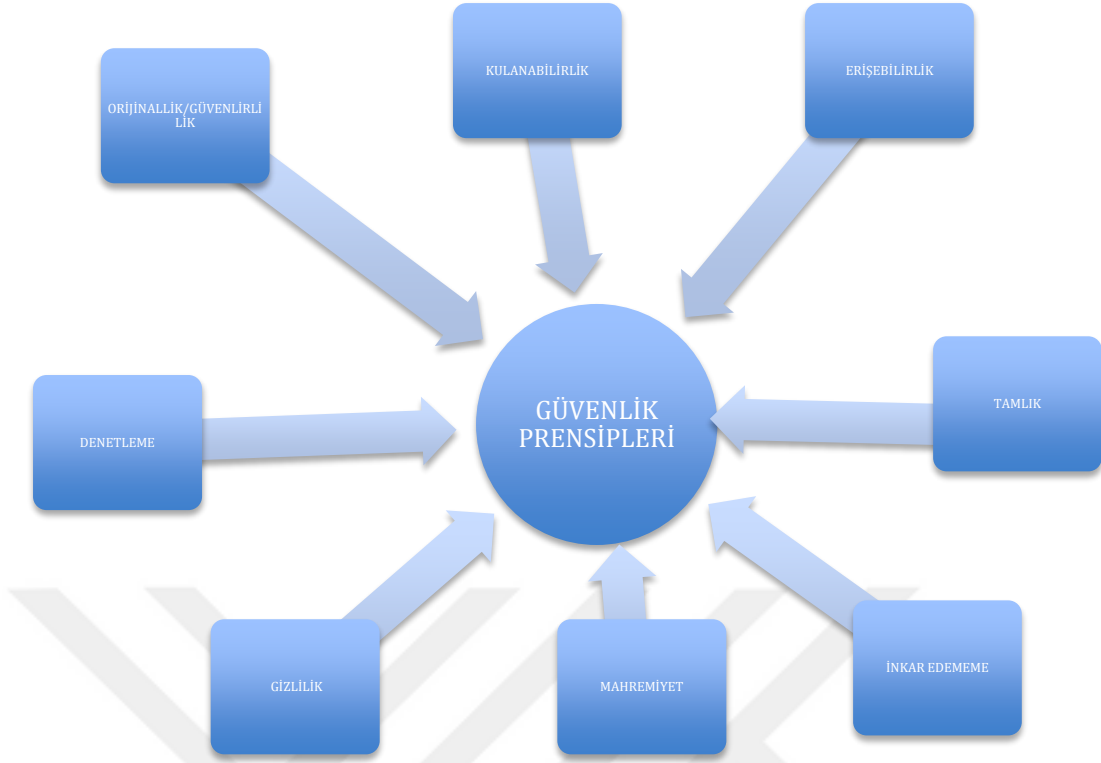 KULANABİLİRLİK
ERİŞEBİLİRLİK
ORİJİNALLİK/GÜVENLİRLİ
LİK
TAMLIK
GÜVENLİK
PRENSİPLERİ
DENETLEME
İNKAR EDEMEME
GİZLİLİK
MAHREMİYET